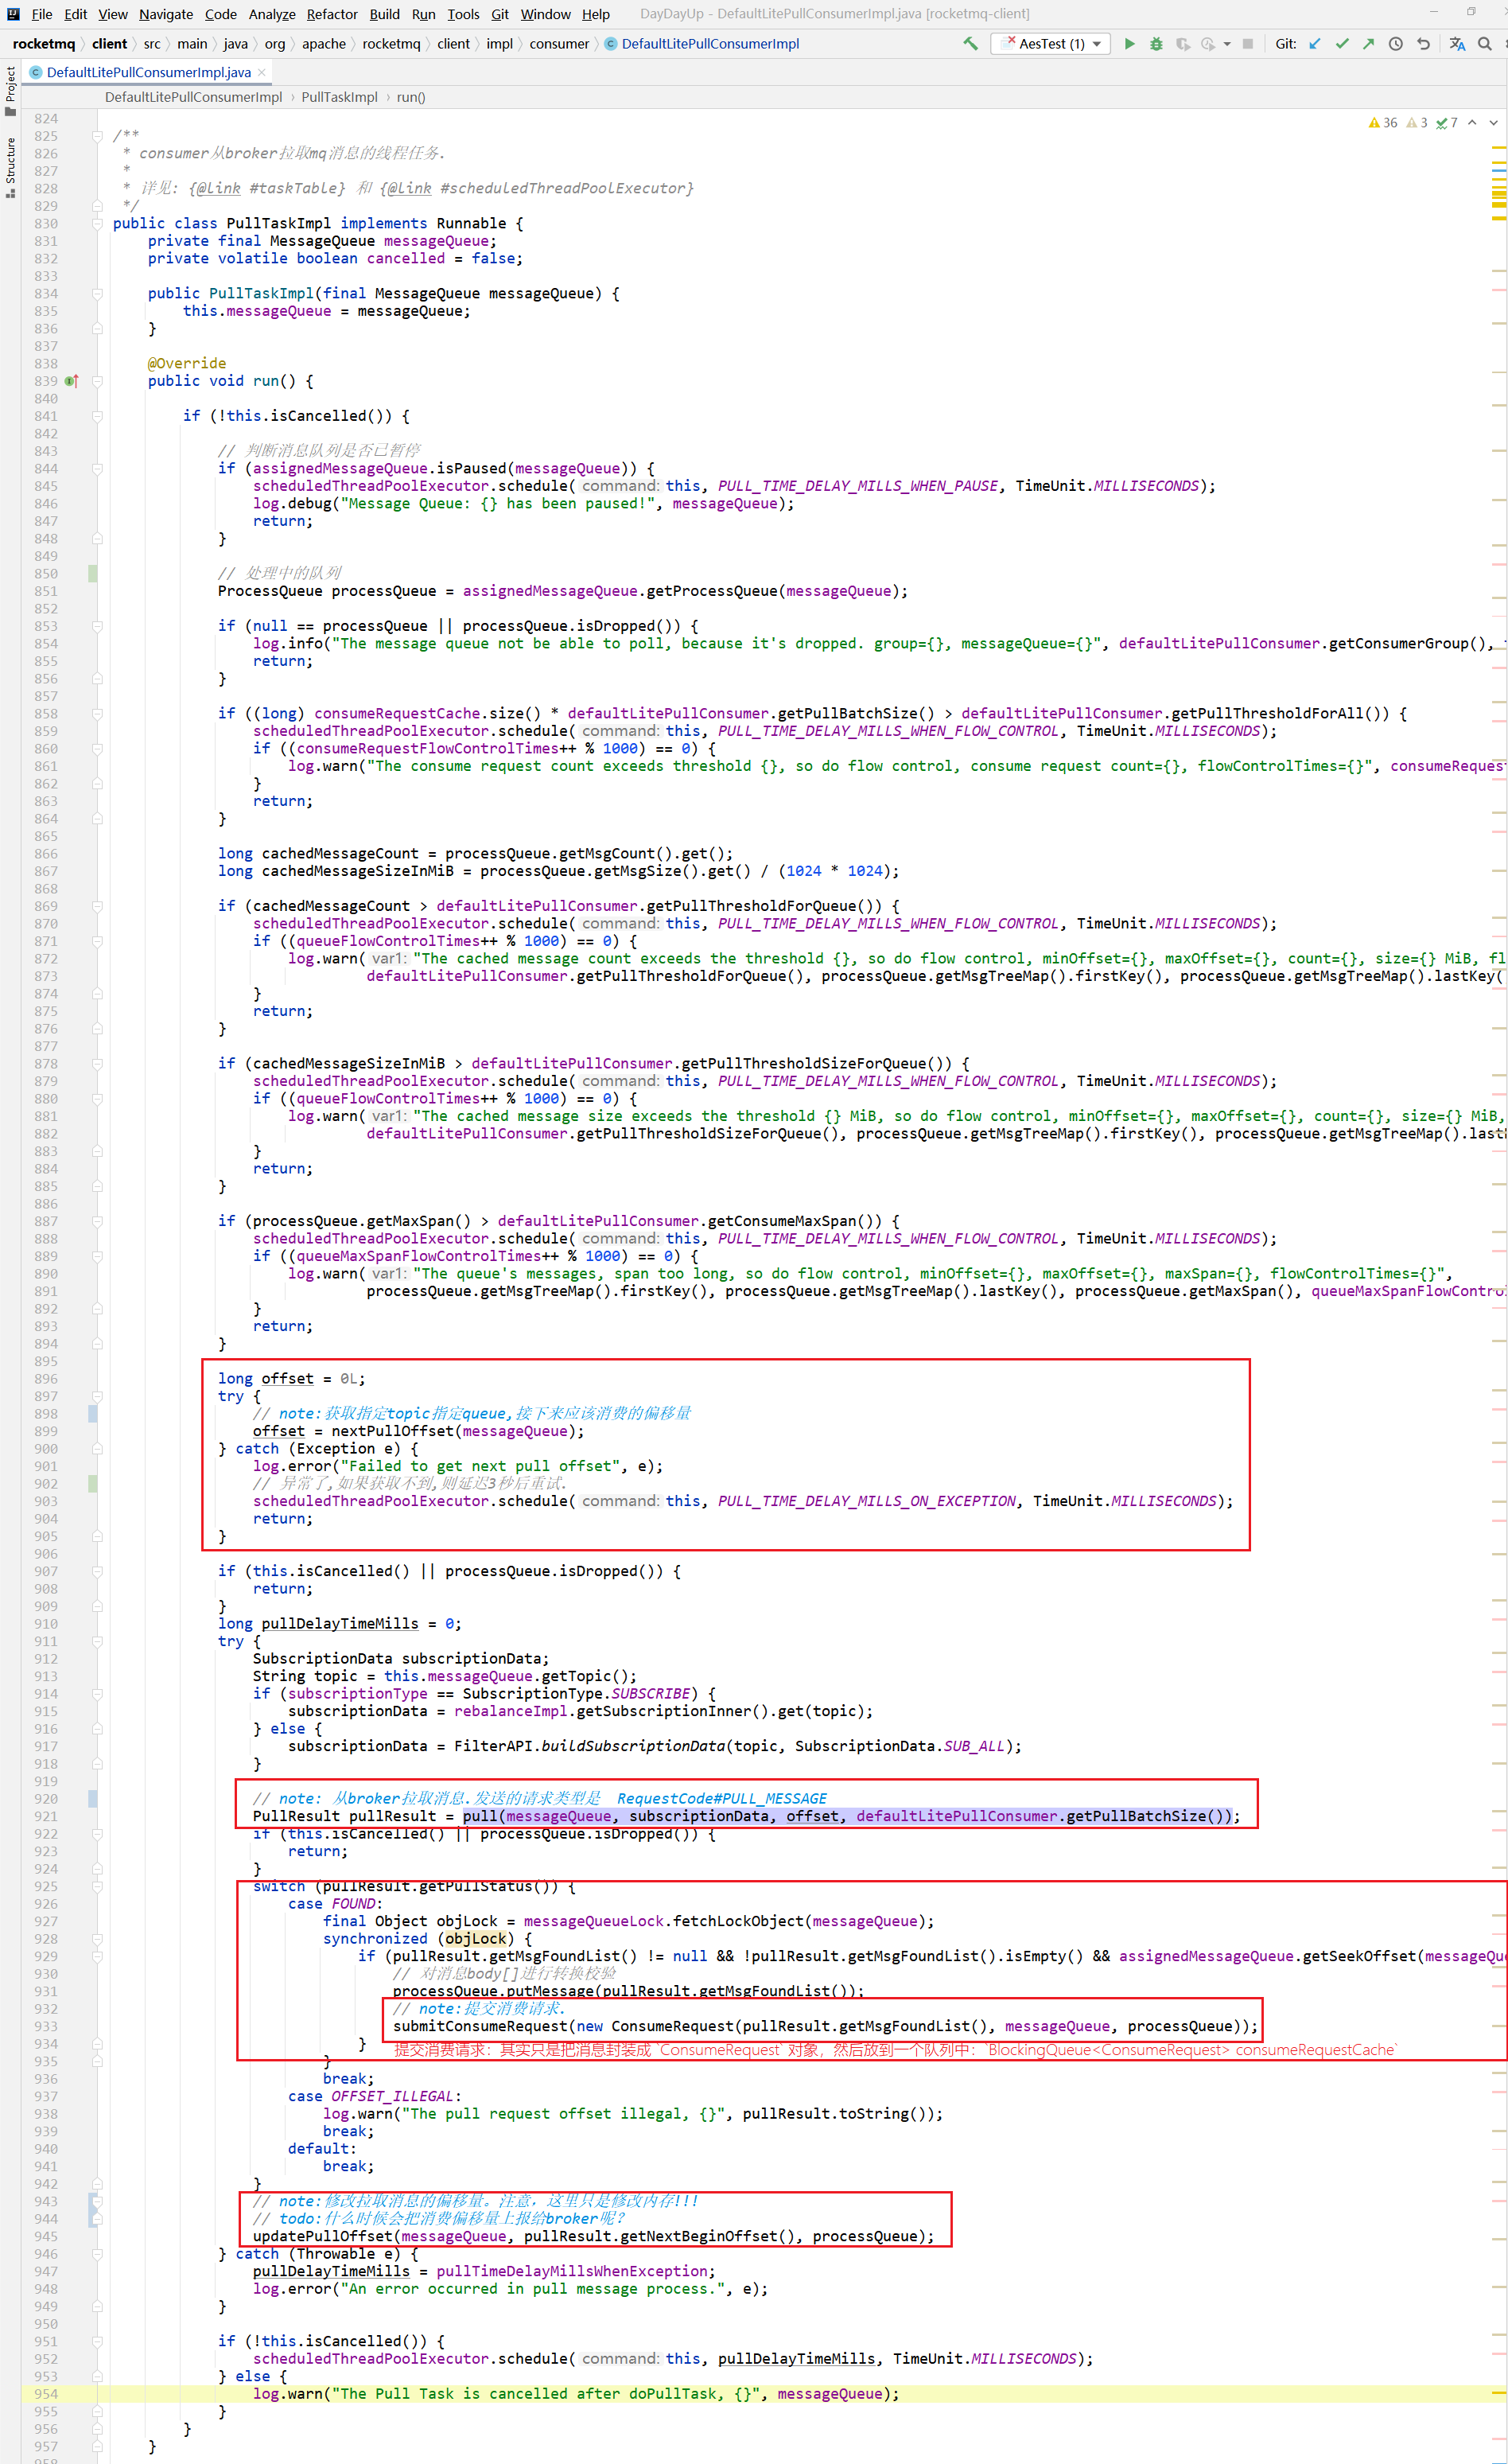 File Edit View Navigate Code Analyze Refactor Build Run Tools Git Window Help DayDayUp - DefaultLitePullConsumerImpl.java [rocketmq-client]
rocketmq client src main java org apache rocketmq client impl consumer DefaultLitePullConsumerImpl AesTest (1) Git:
DefaultLitePullConsumerImpl.java
Project
Structure
DefaultLitePullConsumerImpl PullTaskImpl run()
36 3 7
824
825 /**
826 * consumer从broker拉取mq消息的线程任务.
827 *
828 * 详见: {@link #taskTable} 和 {@link #scheduledThreadPoolExecutor}
829 */
830 public class PullTaskImpl implements Runnable {
831 private final MessageQueue messageQueue;
832 private volatile boolean cancelled = false;
833
834 public PullTaskImpl(final MessageQueue messageQueue) {
835 this.messageQueue = messageQueue;
836 }
837
838 @Override
839 public void run() {
840
841 if (!this.isCancelled()) {
842
843 // 判断消息队列是否已暂停
844 if (assignedMessageQueue.isPaused(messageQueue)) {
845 scheduledThreadPoolExecutor.schedule( command: this, PULL_TIME_DELAY_MILLS_WHEN_PAUSE, TimeUnit.MILLISECONDS);
846 log.debug("Message Queue: {} has been paused!", messageQueue);
847 return;
848 }
849
850 // 处理中的队列
851 ProcessQueue processQueue = assignedMessageQueue.getProcessQueue(messageQueue);
852
853 if (null == processQueue || processQueue.isDropped()) {
854 log.info("The message queue not be able to poll, because it's dropped. group={}, messageQueue={}", defaultLitePullConsumer.getConsumerGroup(),
855 return;
856 }
857
858 if ((long) consumeRequestCache.size() * defaultLitePullConsumer.getPullBatchSize() > defaultLitePullConsumer.getPullThresholdForAll()) {
859 scheduledThreadPoolExecutor.schedule( command: this, PULL_TIME_DELAY_MILLS_WHEN_FLOW_CONTROL, TimeUnit.MILLISECONDS);
860 if ((consumeRequestFlowControlTimes++ % 1000) == 0) {
861 log.warn("The consume request count exceeds threshold {}, so do flow control, consume request count={}, flowControlTimes={}", consumeRequest
862 }
863 return;
864 }
865
866 long cachedMessageCount = processQueue.getMsgCount().get();
867 long cachedMessageSizeInMiB = processQueue.getMsgSize().get() / (1024 * 1024);
868
869 if (cachedMessageCount > defaultLitePullConsumer.getPullThresholdForQueue()) {
870 scheduledThreadPoolExecutor.schedule( command: this, PULL_TIME_DELAY_MILLS_WHEN_FLOW_CONTROL, TimeUnit.MILLISECONDS);
871 if ((queueFlowControlTimes++ % 1000) == 0) {
872 log.warn( var1: "The cached message count exceeds the threshold {}, so do flow control, minOffset={}, maxOffset={}, count={}, size={} MiB, fl
873 defaultLitePullConsumer.getPullThresholdForQueue(), processQueue.getMsgTreeMap().firstKey(), processQueue.getMsgTreeMap().lastKey(
874 }
875 return;
876 }
877
878 if (cachedMessageSizeInMiB > defaultLitePullConsumer.getPullThresholdSizeForQueue()) {
879 scheduledThreadPoolExecutor.schedule( command: this, PULL_TIME_DELAY_MILLS_WHEN_FLOW_CONTROL, TimeUnit.MILLISECONDS);
880 if ((queueFlowControlTimes++ % 1000) == 0) {
881 log.warn( var1: "The cached message size exceeds the threshold {} MiB, so do flow control, minOffset={}, maxOffset={}, count={}, size={} MiB,
882 defaultLitePullConsumer.getPullThresholdSizeForQueue(), processQueue.getMsgTreeMap().firstKey(), processQueue.getMsgTreeMap().last
883 }
884 return;
885 }
886
887 if (processQueue.getMaxSpan() > defaultLitePullConsumer.getConsumeMaxSpan()) {
888 scheduledThreadPoolExecutor.schedule( command: this, PULL_TIME_DELAY_MILLS_WHEN_FLOW_CONTROL, TimeUnit.MILLISECONDS);
889 if ((queueMaxSpanFlowControlTimes++ % 1000) == 0) {
890 log.warn( var1: "The queue's messages, span too long, so do flow control, minOffset={}, maxOffset={}, maxSpan={}, flowControlTimes={}",
891 processQueue.getMsgTreeMap().firstKey(), processQueue.getMsgTreeMap().lastKey(), processQueue.getMaxSpan(), queueMaxSpanFlowContro
892 }
893 return;
894 }
895
896 long offset = 0L;
897 try {
898 // note:获取指定topic指定queue,接下来应该消费的偏移量
899 offset = nextPullOffset(messageQueue);
900 } catch (Exception e) {
901 log.error("Failed to get next pull offset", e);
902 // 异常了,如果获取不到,则延迟3秒后重试.
903 scheduledThreadPoolExecutor.schedule( command: this, PULL_TIME_DELAY_MILLS_ON_EXCEPTION, TimeUnit.MILLISECONDS);
904 return;
905 }
906
907 if (this.isCancelled() || processQueue.isDropped()) {
908 return;
909 }
910 long pullDelayTimeMills = 0;
911 try {
912 SubscriptionData subscriptionData;
913 String topic = this.messageQueue.getTopic();
914 if (subscriptionType == SubscriptionType.SUBSCRIBE) {
915 subscriptionData = rebalanceImpl.getSubscriptionInner().get(topic);
916 } else {
917 subscriptionData = FilterAPI.buildSubscriptionData(topic, SubscriptionData.SUB_ALL);
918 }
919
920 // note: 从broker拉取消息.发送的请求类型是 RequestCode#PULL_MESSAGE
921 PullResult pullResult = pull(messageQueue, subscriptionData, offset, defaultLitePullConsumer.getPullBatchSize());
922 if (this.isCancelled() || processQueue.isDropped()) {
923 return;
924 }
925 switch (pullResult.getPullStatus()) {
926 case FOUND:
927 final Object objLock = messageQueueLock.fetchLockObject(messageQueue);
928 synchronized (objLock) {
929 if (pullResult.getMsgFoundList() != null && !pullResult.getMsgFoundList().isEmpty() && assignedMessageQueue.getSeekOffset(messageQue
930 // 对消息body[]进行转换校验
931 processQueue.putMessage(pullResult.getMsgFoundList());
932 // note:提交消费请求.
933 submitConsumeRequest(new ConsumeRequest(pullResult.getMsgFoundList(), messageQueue, processQueue));
934 } 提交消费请求：其实只是把消息封装成 `ConsumeRequest` 对象，然后放到一个队列中：`BlockingQueue<ConsumeRequest> consumeRequestCache`
935 }
936 break;
937 case OFFSET_ILLEGAL:
938 log.warn("The pull request offset illegal, {}", pullResult.toString());
939 break;
940 default:
941 break;
942 }
943 // note:修改拉取消息的偏移量。注意，这里只是修改内存!!!
944 // todo:什么时候会把消费偏移量上报给broker呢?
945 updatePullOffset(messageQueue, pullResult.getNextBeginOffset(), processQueue);
946 } catch (Throwable e) {
947 pullDelayTimeMills = pullTimeDelayMillsWhenException;
948 log.error("An error occurred in pull message process.", e);
949 }
950
951 if (!this.isCancelled()) {
952 scheduledThreadPoolExecutor.schedule( command: this, pullDelayTimeMills, TimeUnit.MILLISECONDS);
953 } else {
954 log.warn("The Pull Task is cancelled after doPullTask, {}", messageQueue);
955 }
956 }
957 }
958